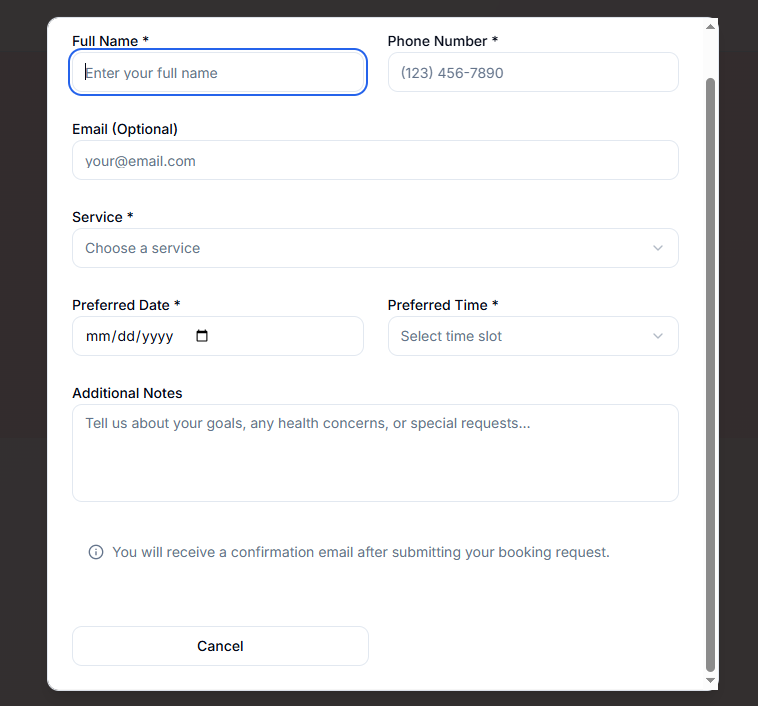 Full Name *
Phone Number *
Enter your full name
(123) 456-7890
Email (Optional)
your@email.com
Service *
Choose a service
Preferred Date *
Preferred Time *
mm/dd/yyyy
Select time slot
Additional Notes
Tell us about your goals, any health concerns, or special requests...
You will receive a confirmation email after submitting your booking request.
Cancel